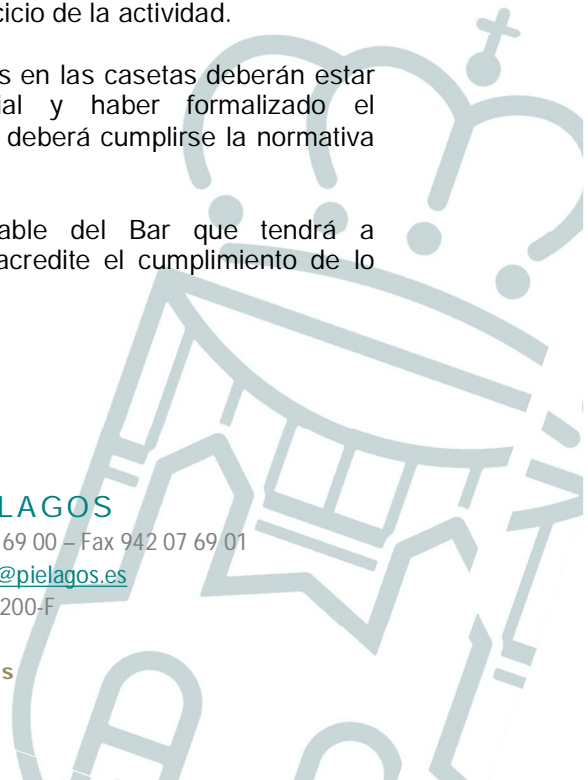 cicio de la actividad.
s en las casetas deberán estar
ial y haber formalizado el
deberá cumplirse la normativa
able del Bar que tendrá a
acredite el cumplimiento de lo
LAGOS
69 00 – Fax 942 07 69 01
@pielagos.es
200-F
s